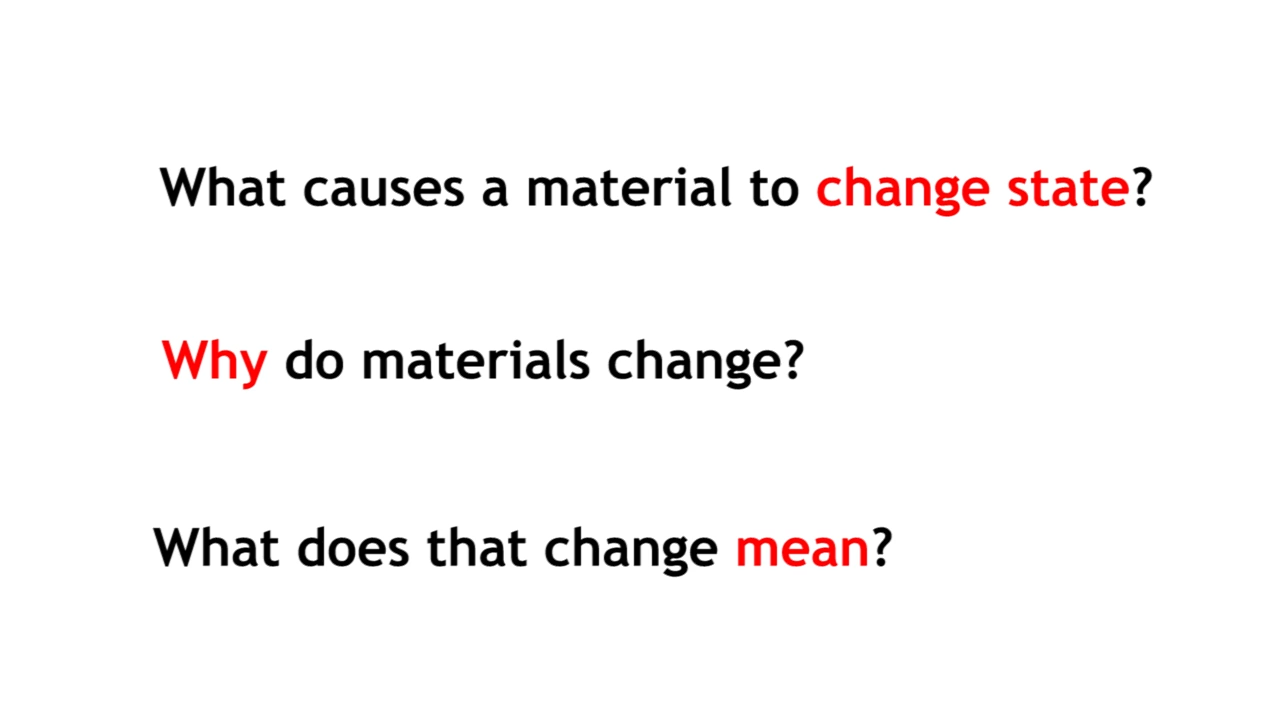 What causes a material to change state?
Why do materials change?
What does that change mean?